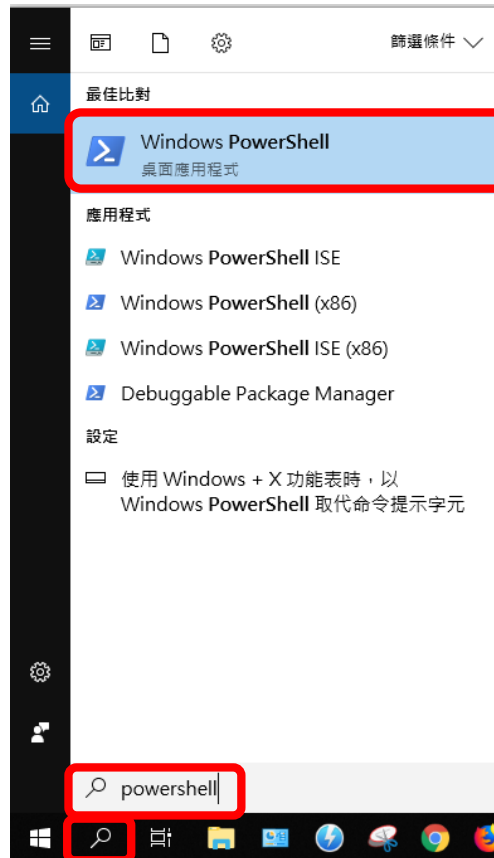 篩選條件
最佳比對
Windows PowerShell
桌面應用程式
應用程式
Windows PowerShell ISE
Windows PowerShell (x86)
Windows PowerShell ISE (x86)
Debuggable Package Manager
設定
使用 Windows + X 功能表時，以
Windows PowerShell 取代命令提示字元
powershell